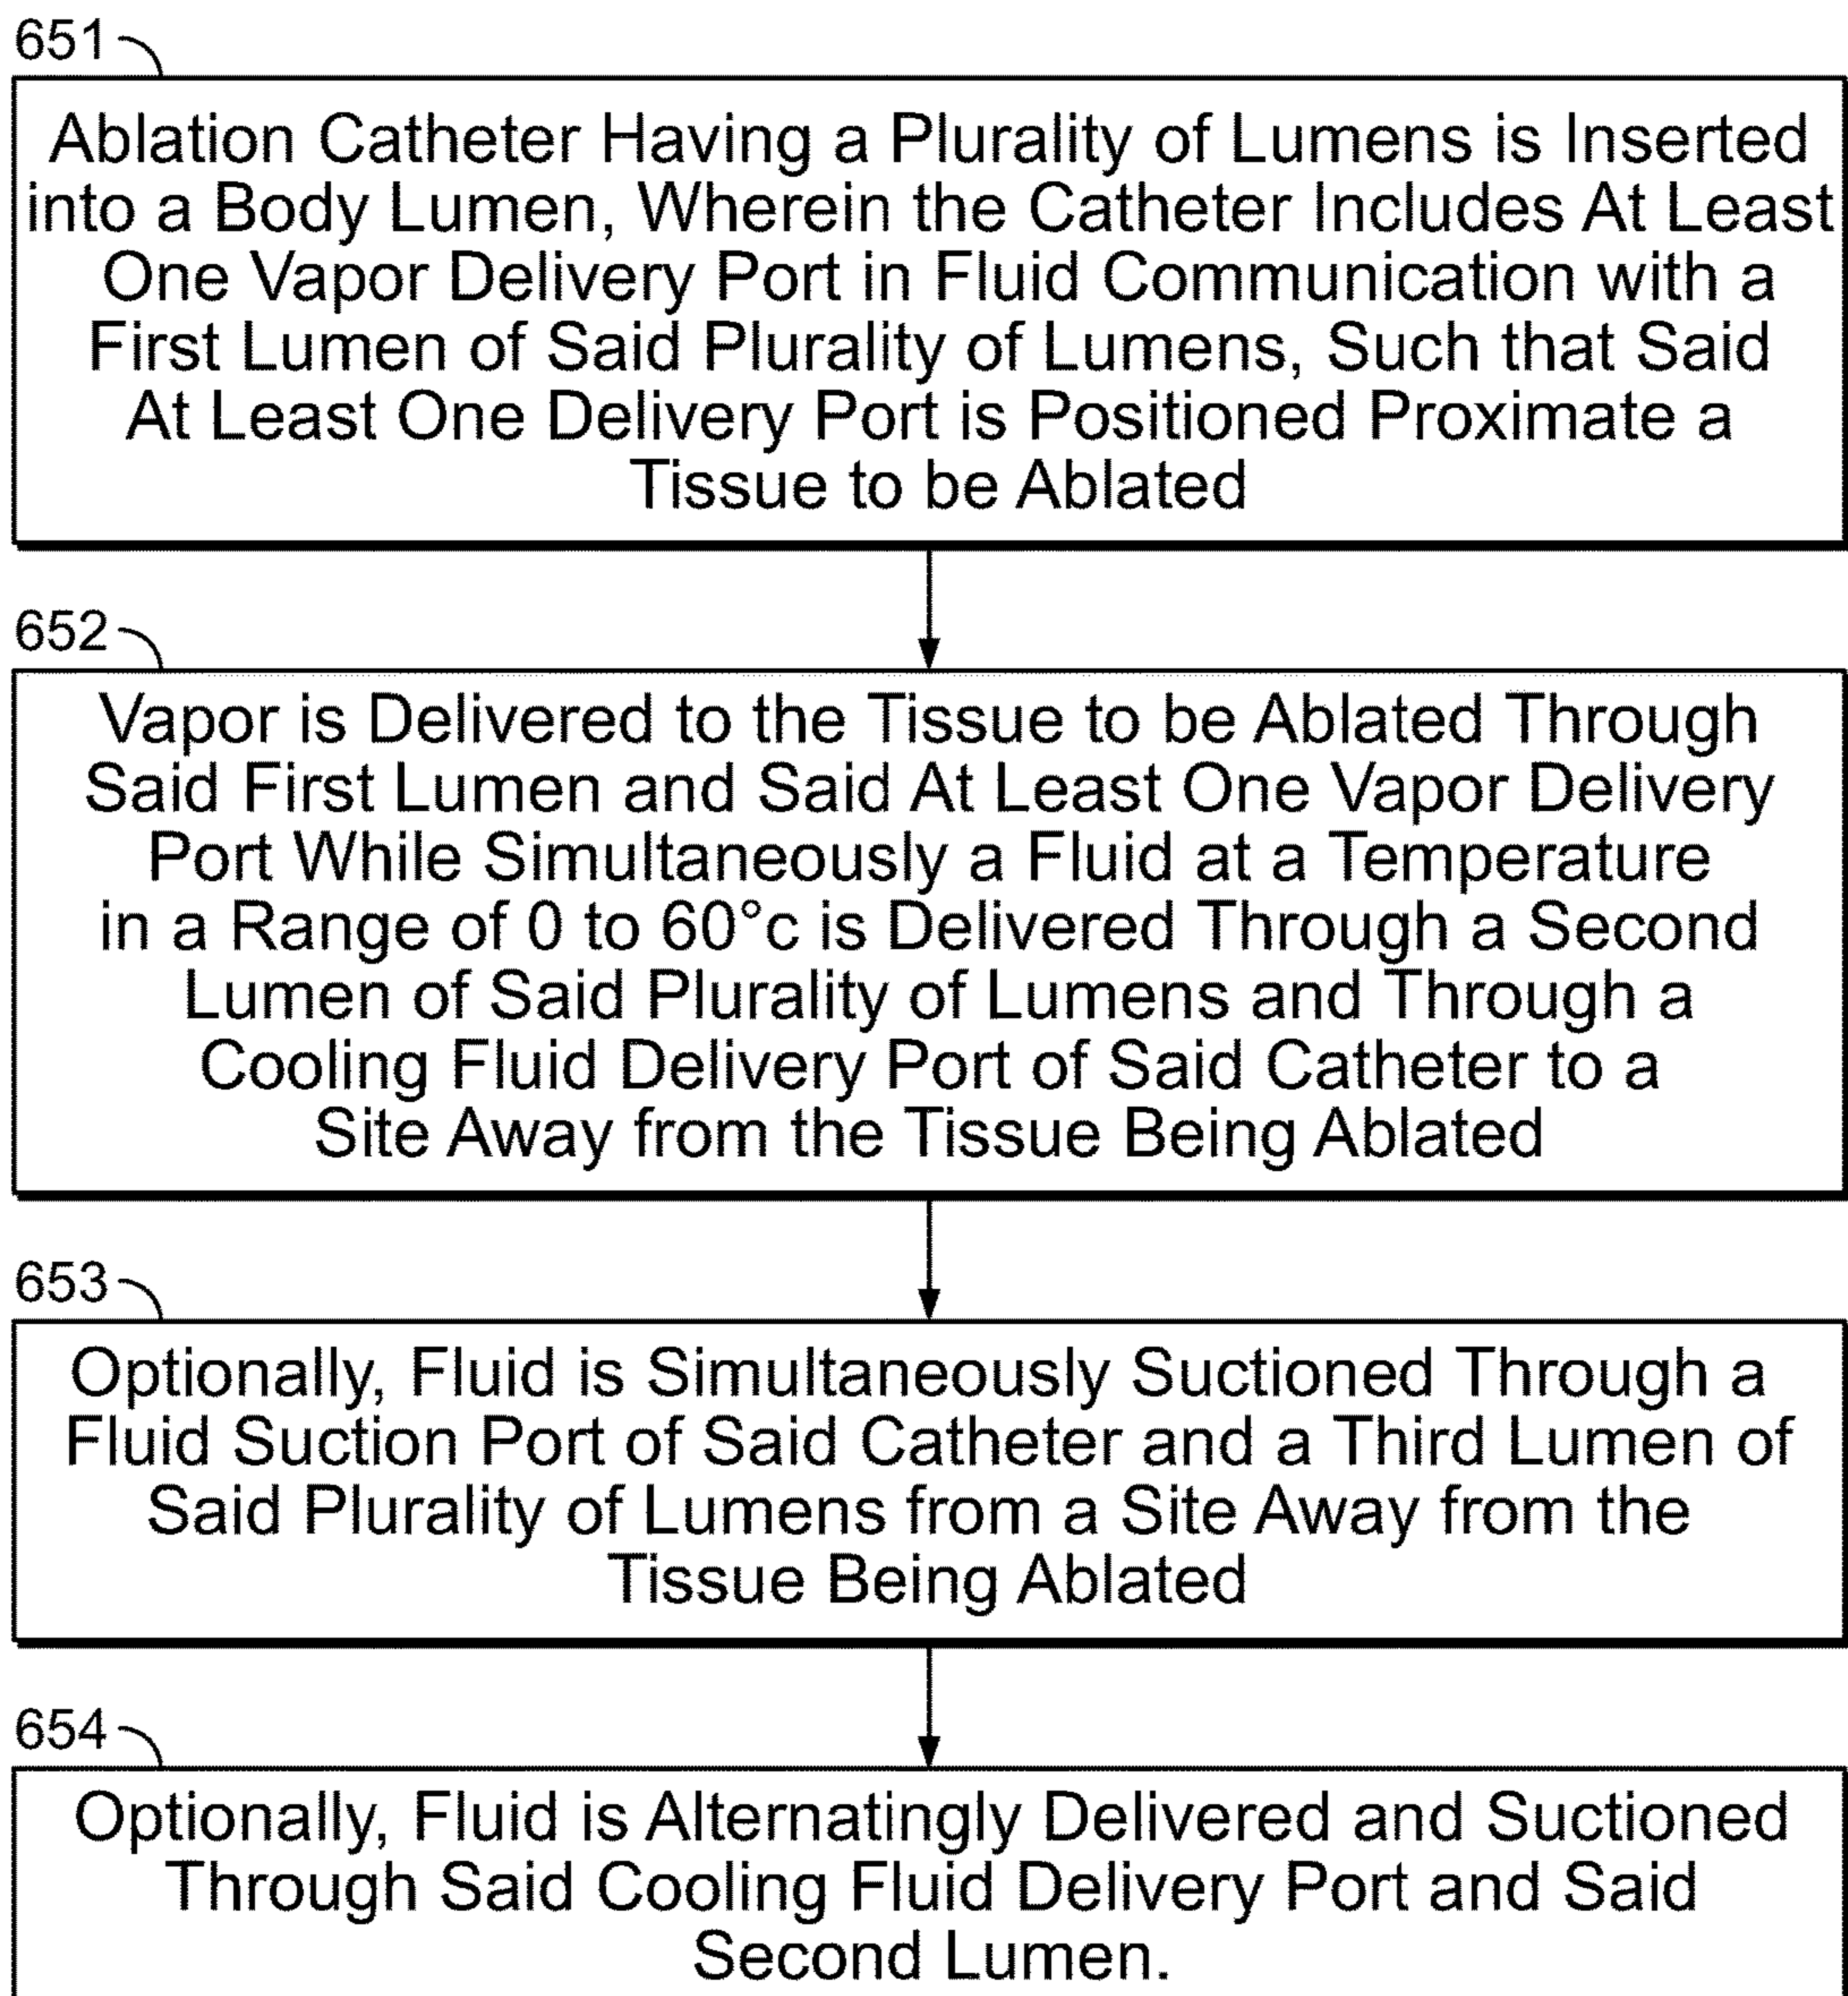 651
Ablation Catheter Having a Plurality of Lumens is Inserted
into a Body Lumen, Wherein the Catheter Includes At Least
One Vapor Delivery Port in Fluid Communication with a
First Lumen of Said Plurality of Lumens, Such that Said
At Least One Delivery Port is Positioned Proximate a
Tissue to be Ablated
652
Vapor is Delivered to the Tissue to be Ablated Through
Said First Lumen and Said At Least One Vapor Delivery
Port While Simultaneously a Fluid at a Temperature
in a Range of 0 to 60°c is Delivered Through a Second
Lumen of Said Plurality of Lumens and Through a
Cooling Fluid Delivery Port of Said Catheter to a
Site Away from the Tissue Being Ablated
653
Optionally, Fluid is Simultaneously Suctioned Through a
Fluid Suction Port of Said Catheter and a Third Lumen of
Said Plurality of Lumens from a Site Away from the
Tissue Being Ablated
654
Optionally, Fluid is Alternatingly Delivered and Suctioned
Through Said Cooling Fluid Delivery Port and Said
Second Lumen.